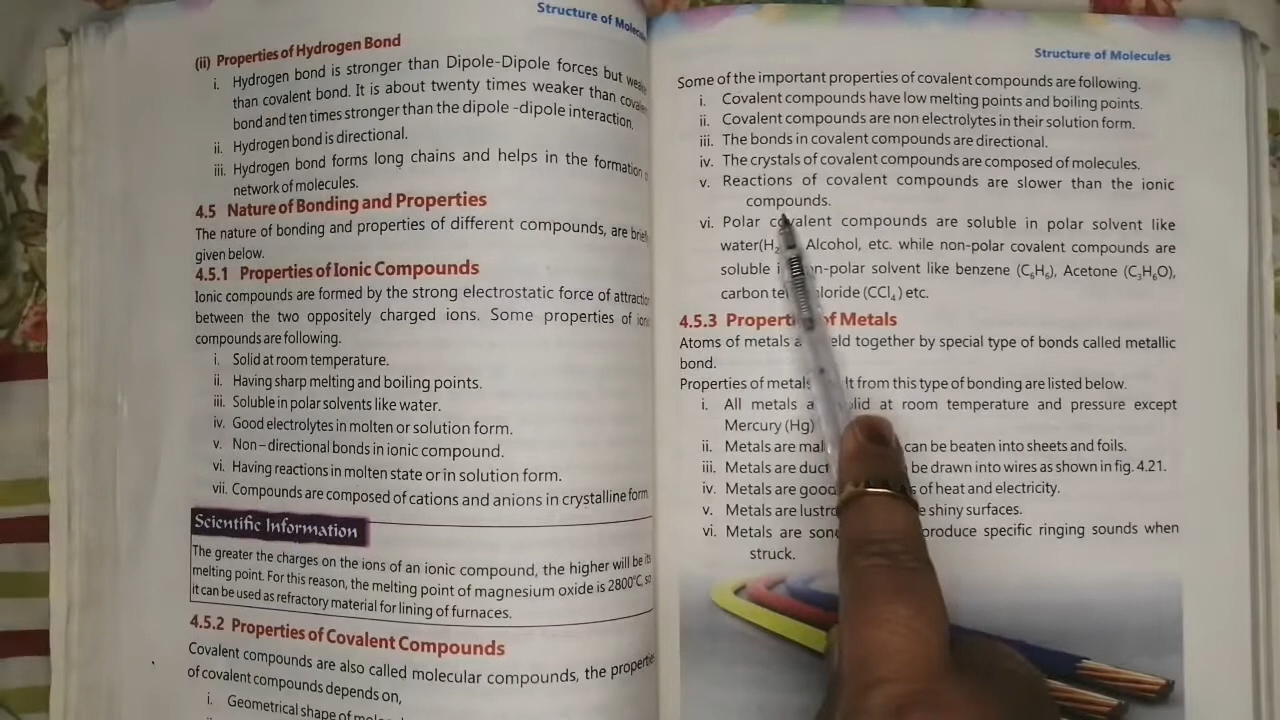 Structure of
(ii) Properties of Hydrogen Bond
i. Hydrogen bond is stronger than Dipole-Dipole forces but
than covalent bond. It is about twenty times weaker than
bond and ten times stronger than the dipole -dipole interaction.
ii. Hydrogen bond is directional.
iii. Hydrogen bond forms long chains and helps in the formation
network of molecules.
4.5 Nature of Bonding and Properties
The nature of bonding and properties of different compounds, are
given below.
4.5.1 Properties of Ionic Compounds
Ionic compounds are formed by the strong electrostatic force of
between the two oppositely charged ions. Some properties of
compounds are following.
i. Solid at room temperature.
ii. Having sharp melting and boiling points.
iii. Soluble in polar solvents like water.
iv. Good electrolytes in molten or solution form.
v. Non–directional bonds in ionic compound.
vi. Having reactions in molten state or in solution form.
vii. Compounds are composed of cations and anions in crystalline form
Scientific Information
The greater the charges on the ions of an ionic compound, the higher will be its
melting point. For this reason, the melting point of magnesium oxide is 2800°C, so
it can be used as refractory material for lining of furnaces.
4.5.2 Properties of Covalent Compounds
Covalent compounds are also called molecular compounds, the
of covalent compounds depends on,
i. Geometrical shape of
Structure of Molecules
Some of the important properties of covalent compounds are following.
i. Covalent compounds have low melting points and boiling points.
ii. Covalent compounds are non electrolytes in their solution form.
iii. The bonds in covalent compounds are directional.
iv. The crystals of covalent compounds are composed of molecules.
v. Reactions of covalent compounds are slower than the ionic
compounds.
vi. Polar covalent compounds are soluble in polar solvent like
water(H₂ Alcohol, etc. while non-polar covalent compounds are
soluble non-polar solvent like benzene (C₆H₆), Acetone (C₃H₆O),
carbon (CCl₄) etc.
4.5.3 Properties of Metals
Atoms of metals held together by special type of bonds called metallic
bond.
Properties of metals from this type of bonding are listed below.
i. All metals solid at room temperature and pressure except
Mercury (Hg)
ii. Metals are can be beaten into sheets and foils.
iii. Metals are be drawn into wires as shown in fig. 4.21.
iv. Metals are good of heat and electricity.
v. Metals are shiny surfaces.
vi. Metals are produce specific ringing sounds when
struck.